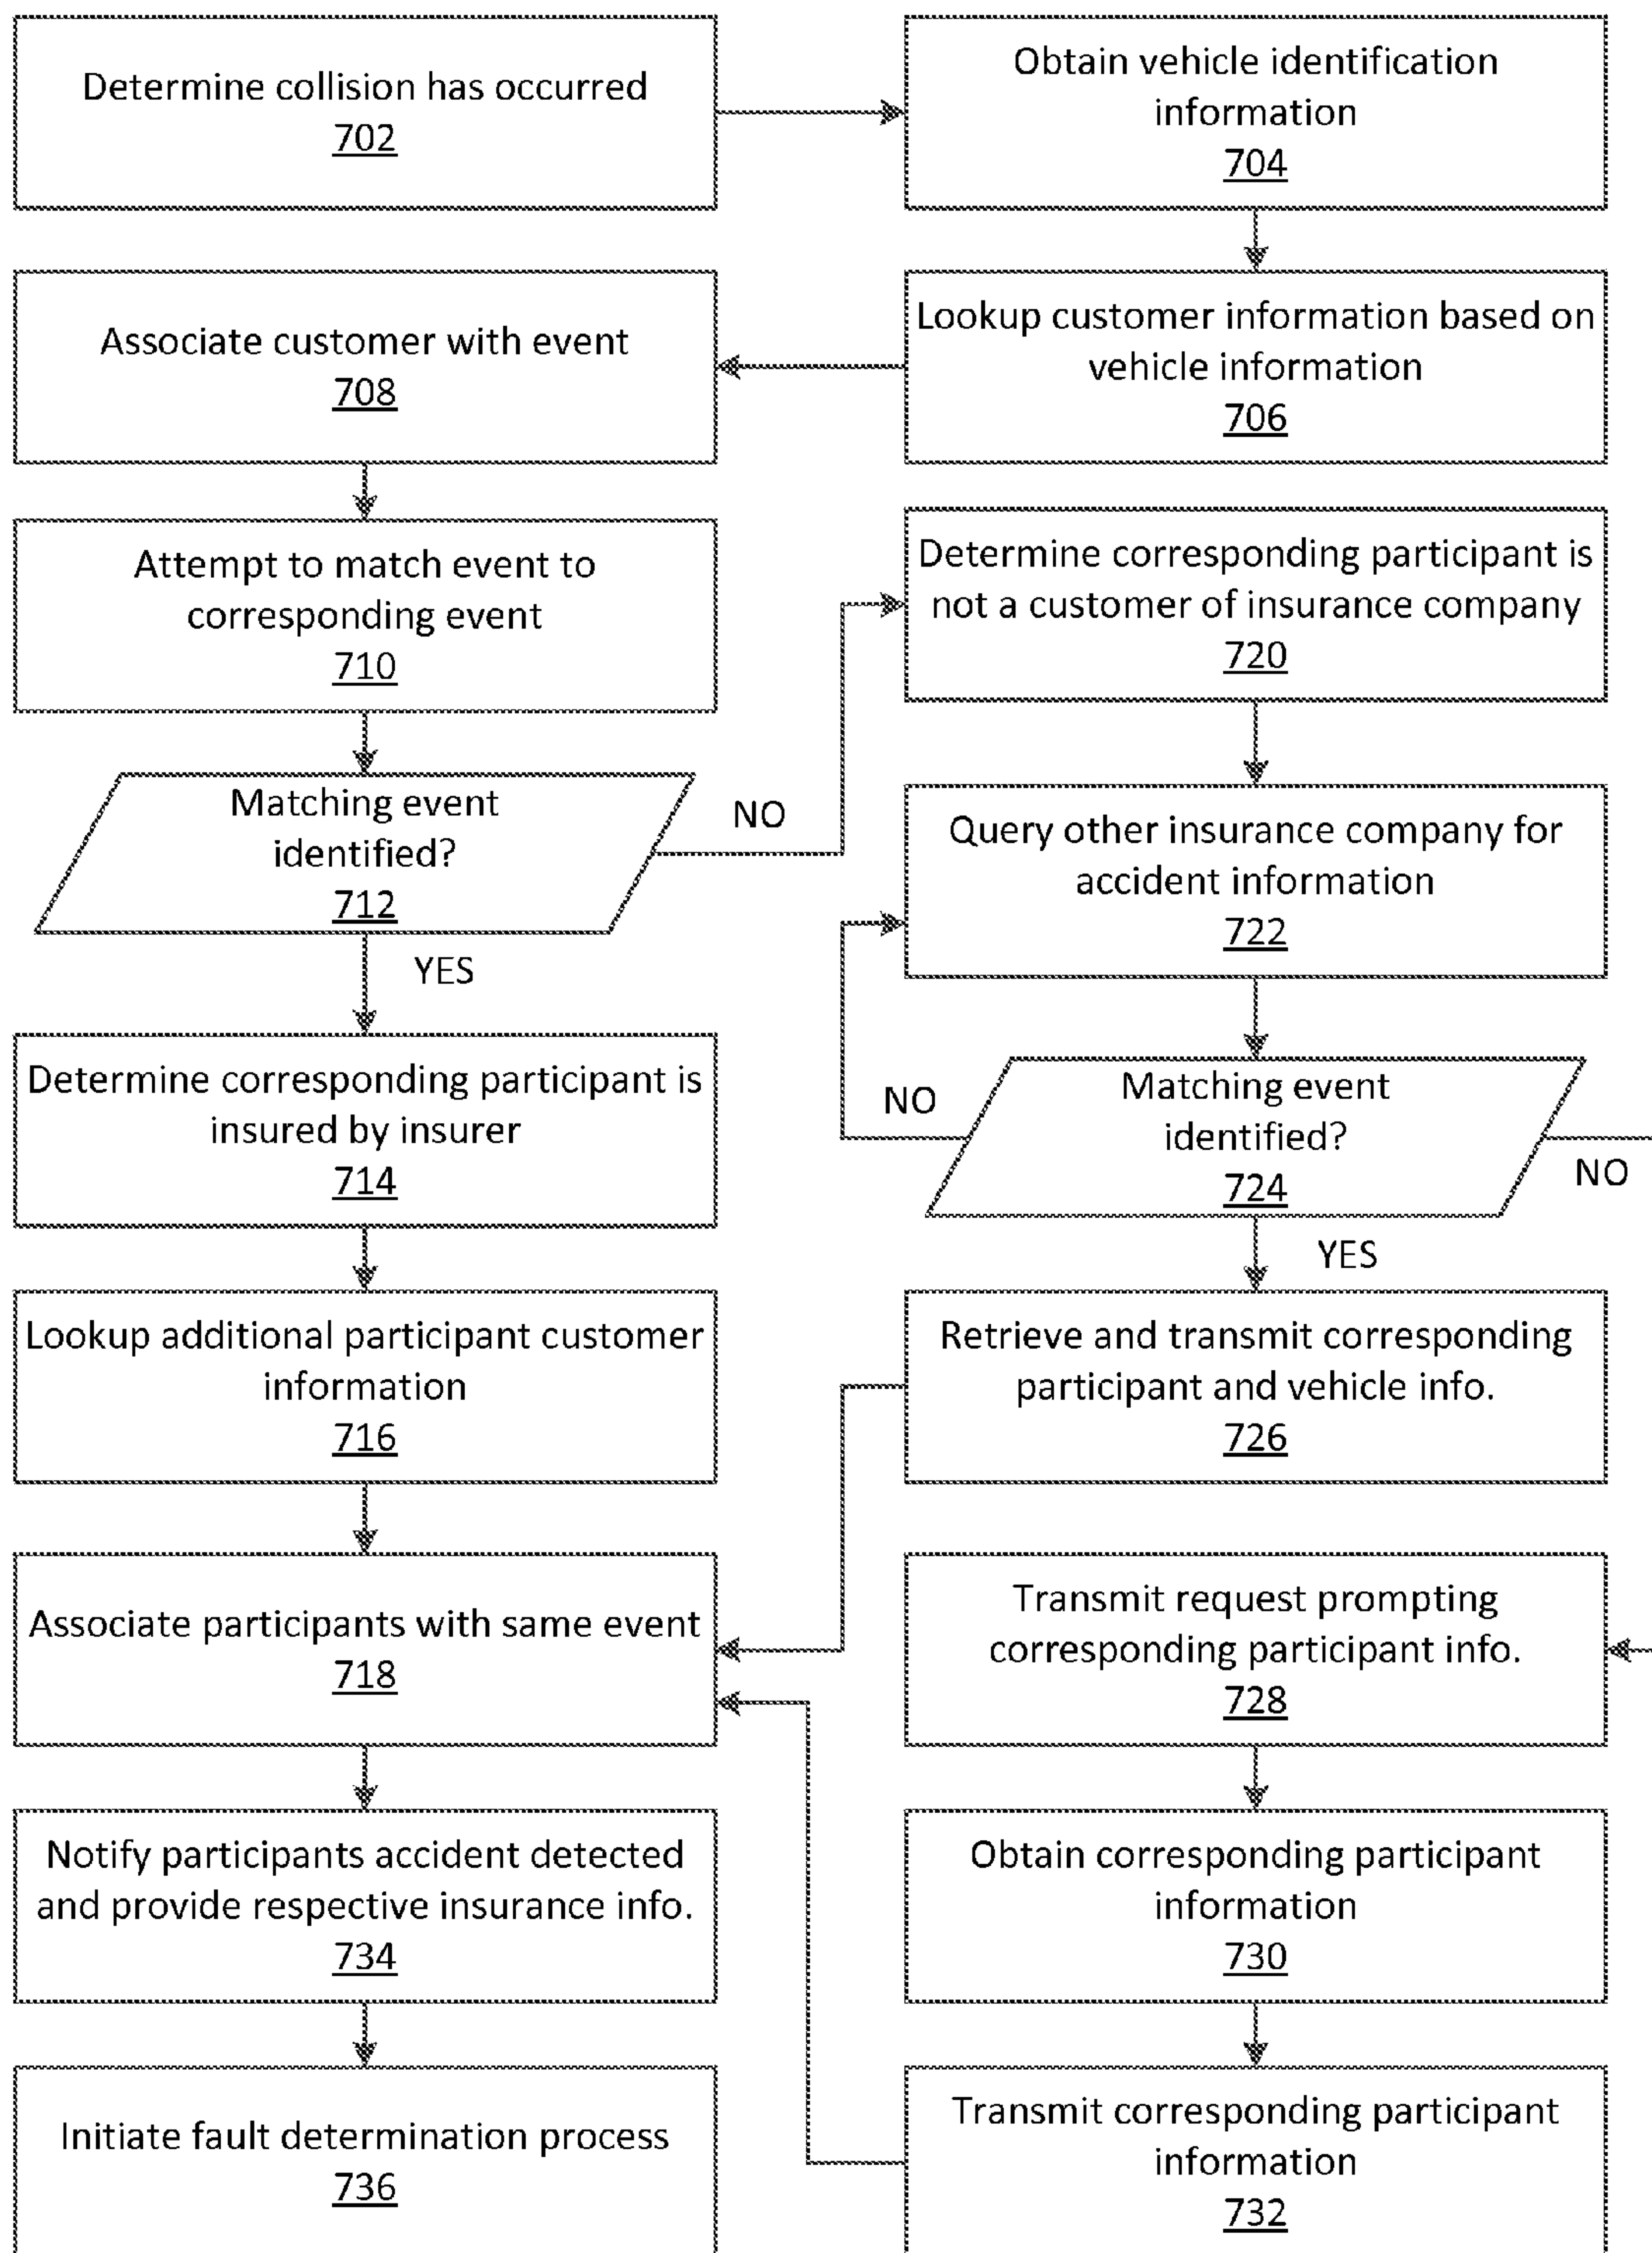 Determine collision has occurred
702
Obtain vehicle identification
information
704
Lookup customer information based on
vehicle information
706
Associate customer with event
708
Attempt to match event to
corresponding event
710
Matching event
identified?
712
NO
YES
Determine corresponding participant is
insured by insurer
714
Lookup additional participant customer
information
716
Associate participants with same event
718
Determine corresponding participant is
not a customer of insurance company
720
Query other insurance company for
accident information
722
Matching event
identified?
724
NO
NO
YES
Retrieve and transmit corresponding
participant and vehicle info.
726
Transmit request prompting
corresponding participant info.
728
Obtain corresponding participant
information
730
Transmit corresponding participant
information
732
Notify participants accident detected
and provide respective insurance info.
734
Initiate fault determination process
736